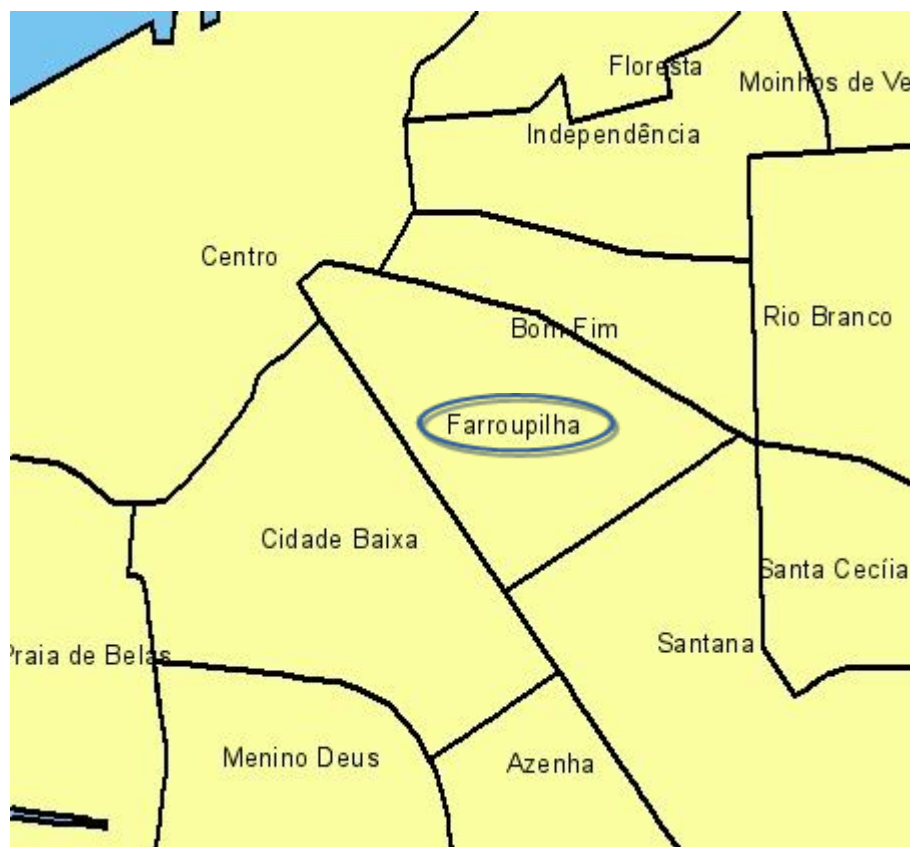 Floresta
Moinhos de Ve
Independência
Centro
Rio Branco
Bom Fim
Farroupilha
Cidade Baixa
Santa Cecíia
Santana
Praia de Belas
Menino Deus
Azenha